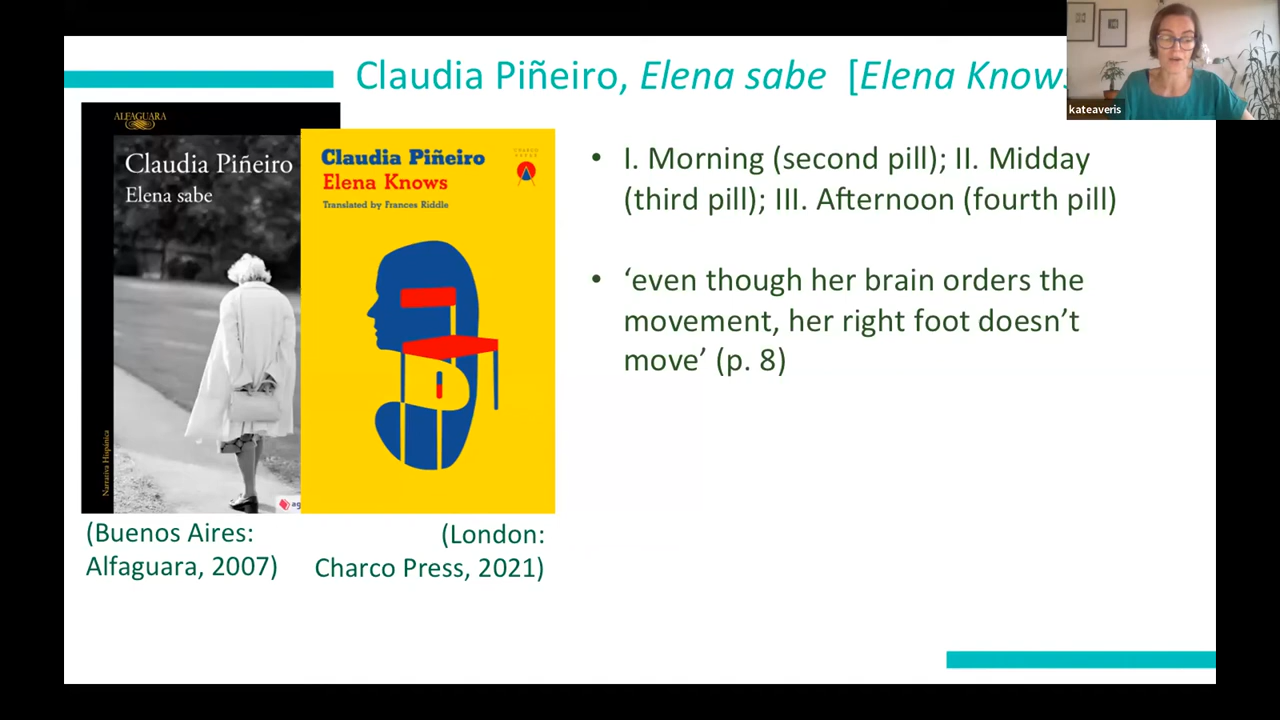 Claudia Piñeiro, Elena sabe [Elena Knows
kateaveris
ALFAGUARA
Claudia Piñeiro
Elena sabe
Narrativa Hispánica
Claudia Piñeiro
Elena Knows
Translated by Frances Riddle
CHARCO
PRESS
• I. Morning (second pill); II. Midday
(third pill); III. Afternoon (fourth pill)
• ‘even though her brain orders the
movement, her right foot doesn’t
move’ (p. 8)
(Buenos Aires:
Alfaguara, 2007)
(London:
Charco Press, 2021)